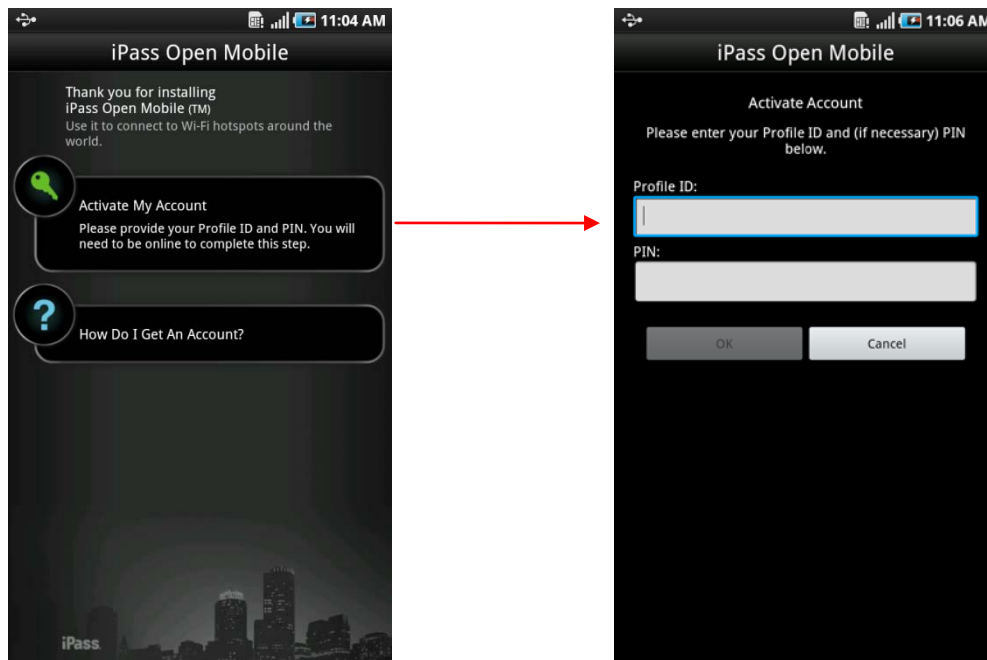 11:04 AM
iPass Open Mobile
Thank you for installing
iPass Open Mobile (TM)
Use it to connect to Wi-Fi hotspots around the
world.
Activate My Account
Please provide your Profile ID and PIN. You will
need to be online to complete this step.
?
How Do I Get An Account?
iPass
11:06 AM
iPass Open Mobile
Activate Account
Please enter your Profile ID and (if necessary) PIN
below.
Profile ID:
PIN:
OK
Cancel